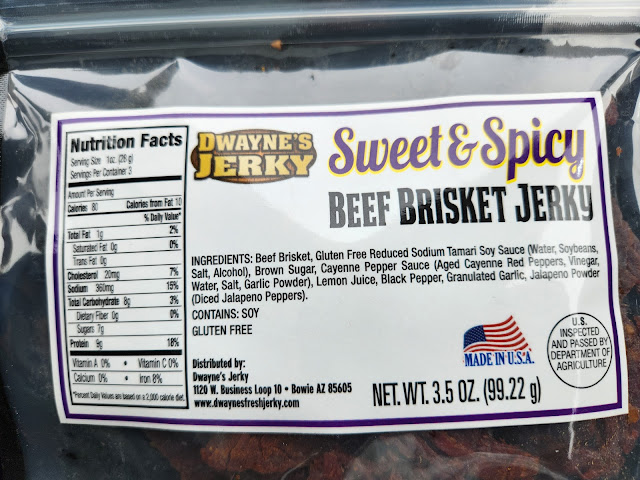 Nutrition Facts
Serving Size 1oz. (28 g)
Servings Per Container 3
Amount Per Serving
Calories 80 Calories from Fat 10
% Daily Value*
Total Fat 1g 2%
Saturated Fat 0g 0%
Trans Fat 0g
Cholesterol 20mg 7%
Sodium 360mg 15%
Total Carbohydrate 8g 3%
Dietary Fiber 0g 0%
Sugars 7g
Protein 9g 18%
Vitamin A 0% • Vitamin C 0%
Calcium 0% • Iron 8%
*Percent Daily Values are based on a 2,000 calorie diet.
DWAYNE'S
JERKY
Sweet & Spicy
BEEF BRISKET JERKY
INGREDIENTS: Beef Brisket, Gluten Free Reduced Sodium Tamari Soy Sauce (Water, Soybeans,
Salt, Alcohol), Brown Sugar, Cayenne Pepper Sauce (Aged Cayenne Red Peppers, Vinegar,
Water, Salt, Garlic Powder), Lemon Juice, Black Pepper, Granulated Garlic, Jalapeno Powder
(Diced Jalapeno Peppers).
CONTAINS: SOY
GLUTEN FREE
Distributed by:
Dwayne's Jerky
1120 W. Business Loop 10 • Bowie AZ 85605
www.dwaynesfreshjerky.com
MADE IN U.S.A.
NET. WT. 3.5 OZ. (99.22 g)
U.S.
INSPECTED
AND PASSED BY
DEPARTMENT OF
AGRICULTURE